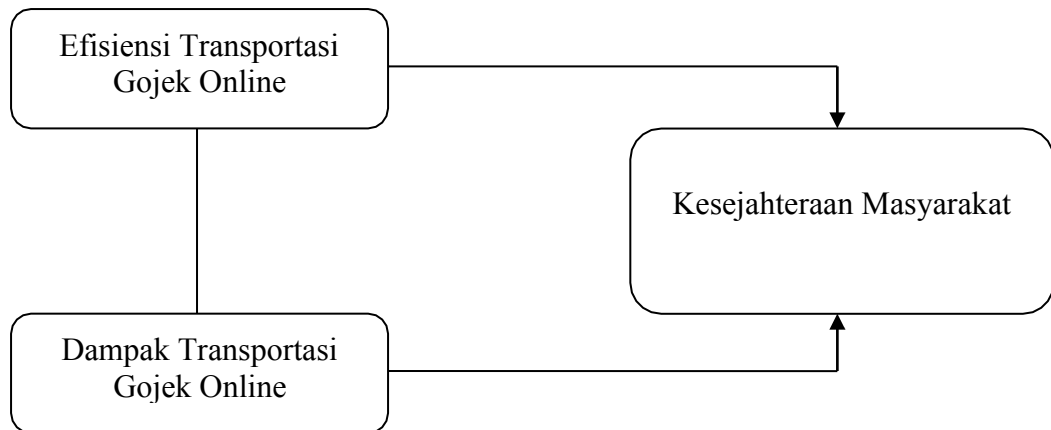 Efisiensi Transportasi
Gojek Online
Kesejahteraan Masyarakat
Dampak Transportasi
Gojek Online